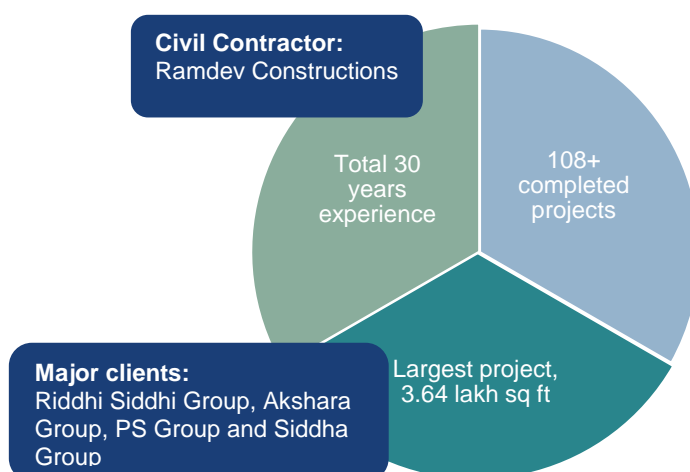 Civil Contractor:
Ramdev Constructions
Total 30
years
experience
108+
completed
projects
Largest project,
3.64 lakh sq ft
Major clients:
Riddhi Siddhi Group, Akshara
Group, PS Group and Siddha
Group